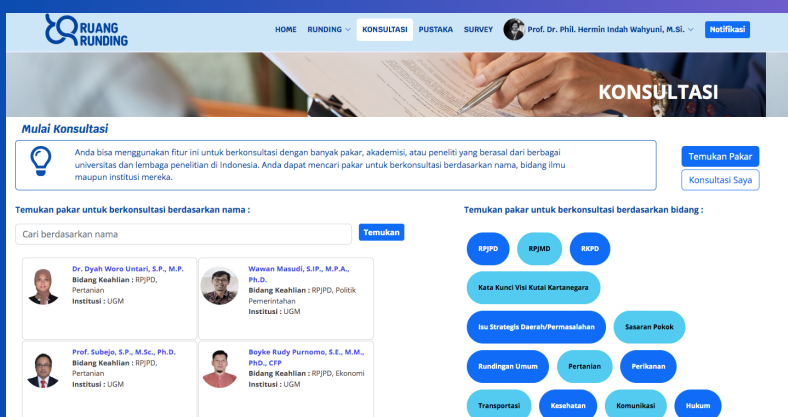 RUANG
RUNDING
HOME RUNDING KONSULTASI PUSTAKA SURVEY Prof. Dr. Phil. Hermin Indah Wahyuni, M.Si. Notifikasi
KONSULTASI
Mulai Konsultasi
Anda bisa menggunakan fitur ini untuk berkonsultasi dengan banyak pakar, akademisi, atau peneliti yang berasal dari berbagai
universitas dan lembaga penelitian di Indonesia. Anda dapat mencari pakar untuk berkonsultasi berdasarkan nama, bidang ilmu
maupun institusi mereka.
Temukan Pakar
Konsultasi Saya
Temukan pakar untuk berkonsultasi berdasarkan nama :
Cari berdasarkan nama
Temukan
Dr. Dyah Woro Untari, S.P., M.P.
Bidang Keahlian : RPJPD,
Pertanian
Institusi : UGM
Wawan Masudi, S.IP., M.P.A.,
Ph.D.
Bidang Keahlian : RPJPD, Politik
Pemerintahan
Institusi : UGM
Prof. Subejo, S.P., M.Sc., Ph.D.
Bidang Keahlian : RPJPD,
Pertanian
Institusi : UGM
Boyke Rudy Purnomo, S.E., M.M.,
PhD., CFP
Bidang Keahlian : RPJPD, Ekonomi
Institusi : UGM
Temukan pakar untuk berkonsultasi berdasarkan bidang :
RPJPD RPJMD RKPD
Kata Kunci Visi Kutai Kartanegara
Isu Strategis Daerah/Permasalahan Sasaran Pokok
Rundingan Umum Pertanian Perikanan
Transportasi Kesehatan Komunikasi Hukum